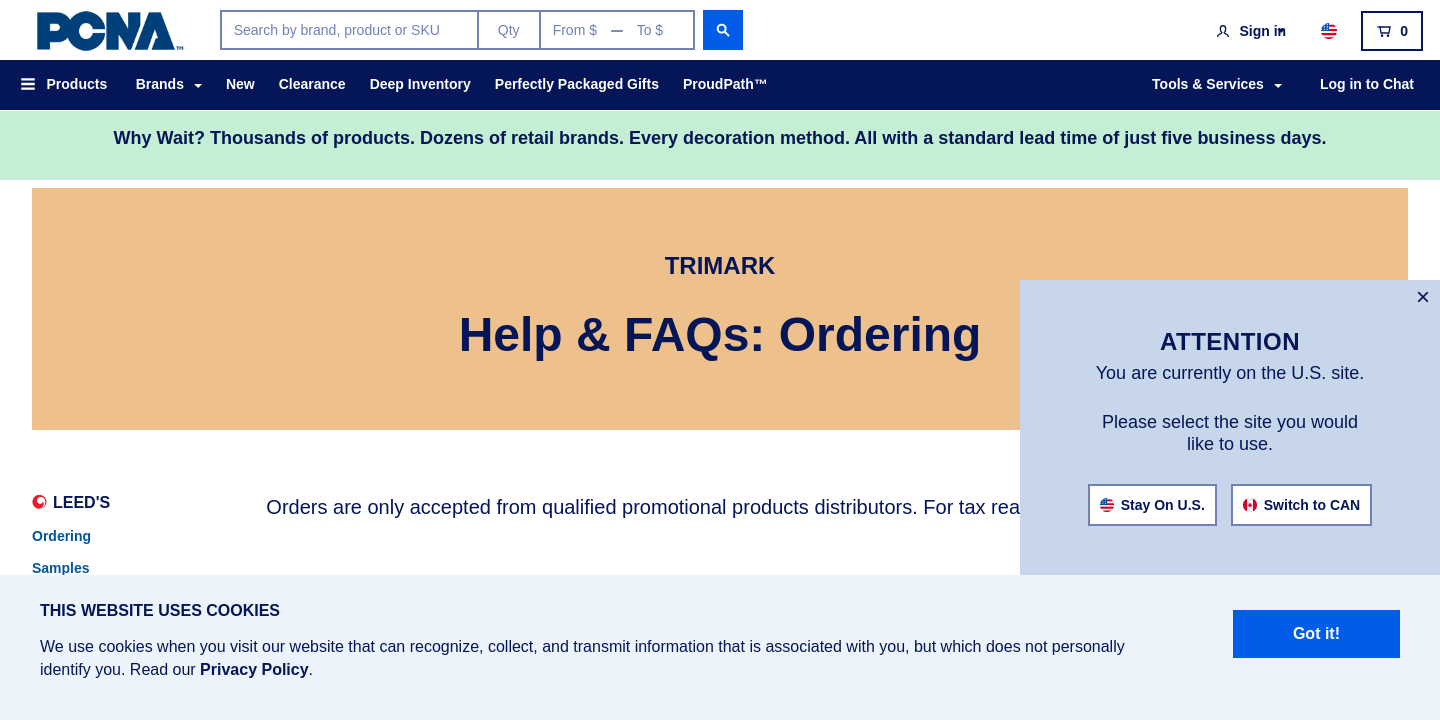 PCNA™
Search by brand, product or SKU Qty From $ — To $
Sign in
0
Products Brands New Clearance Deep Inventory Perfectly Packaged Gifts ProudPath™ Tools & Services Log in to Chat
Why Wait? Thousands of products. Dozens of retail brands. Every decoration method. All with a standard lead time of just five business days.
TRIMARK
Help & FAQs: Ordering
×
ATTENTION
You are currently on the U.S. site.
Please select the site you would
like to use.
Stay On U.S. Switch to CAN
LEED'S
Ordering
Samples
Orders are only accepted from qualified promotional products distributors. For tax rea
THIS WEBSITE USES COOKIES
We use cookies when you visit our website that can recognize, collect, and transmit information that is associated with you, but which does not personally
identify you. Read our Privacy Policy.
Got it!